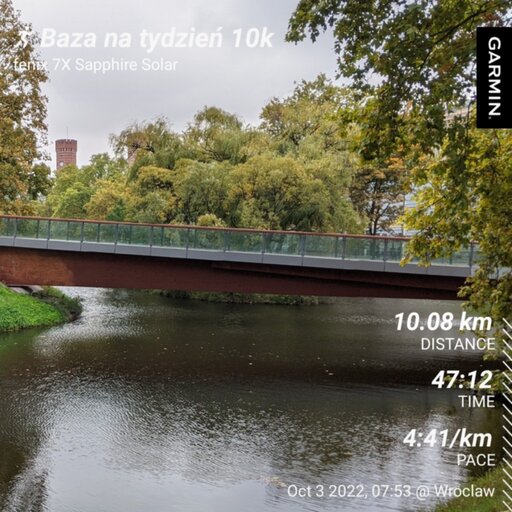 Baza na tydzień 10k
fenix 7X Sapphire Solar
GARMIN
10.08 km
DISTANCE
47:12
TIME
4:41/km
PACE
Oct 3 2022, 07:53 @ Wroclaw